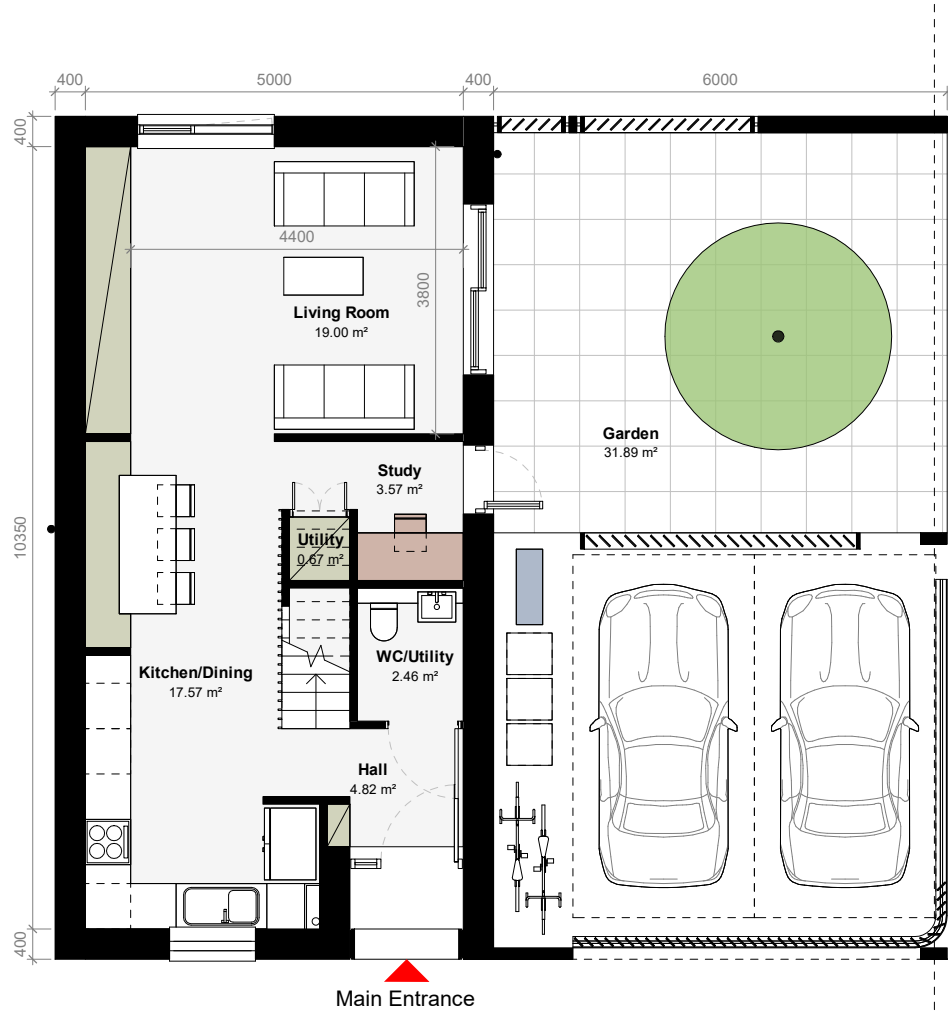 400
5000
400
6000
400
4400
3800
Living Room
19.00 m²
Garden
31.89 m²
Study
3.57 m²
10350
Utility
0.67 m²
WC/Utility
2.46 m²
Kitchen/Dining
17.57 m²
Hall
4.82 m²
400
Main Entrance